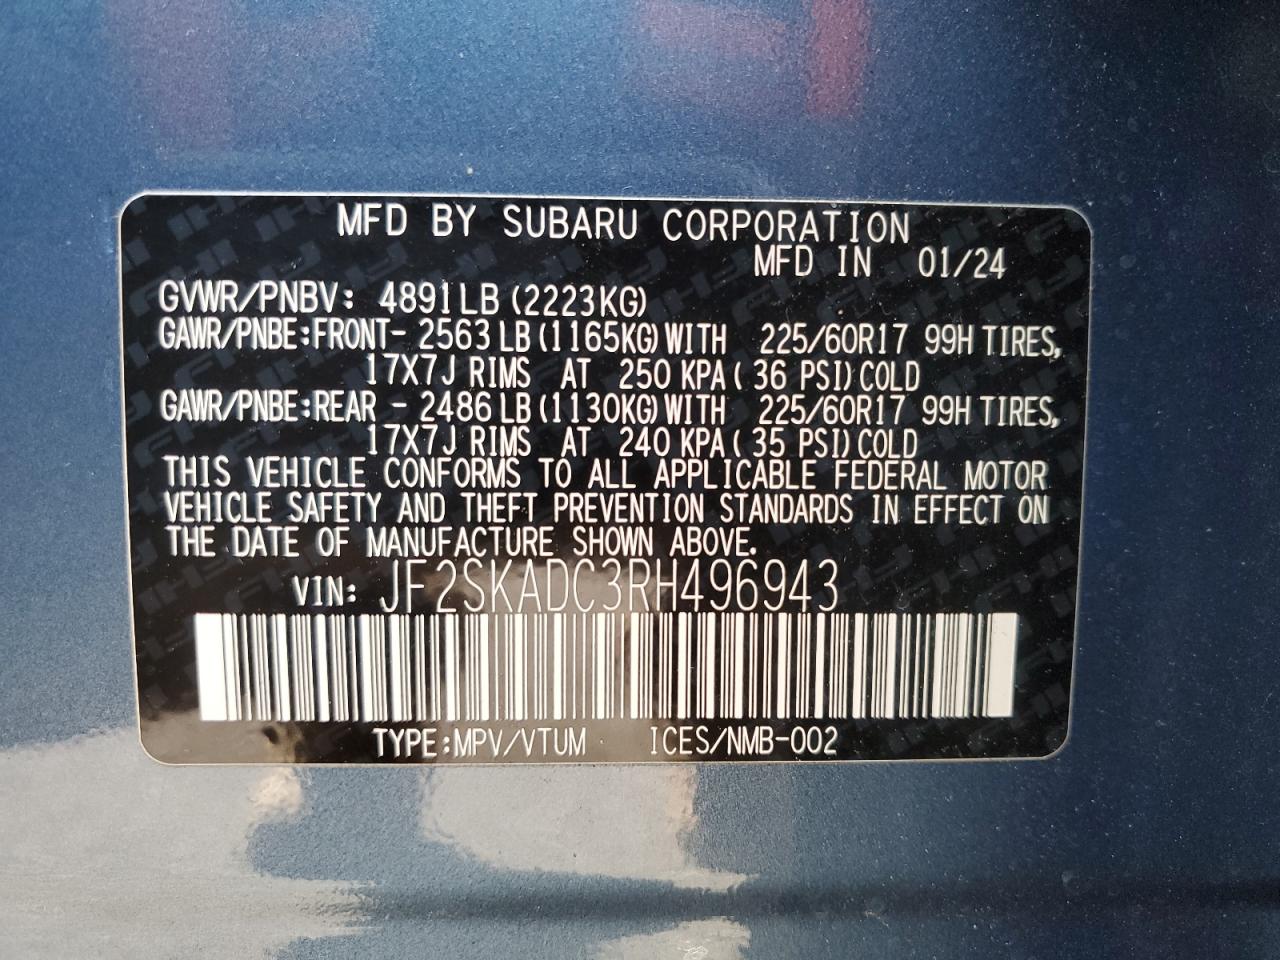 MFD BY SUBARU CORPORATION
MFD IN 01/24
GVWR/PNBV: 4891LB (2223KG)
GAWR/PNBE:FRONT- 2563 LB (1165KG) WITH 225/60R17 99H TIRES,
17X7J RIMS AT 250 KPA ( 36 PSI) COLD
GAWR/PNBE:REAR - 2486 LB (1130KG) WITH 225/60R17 99H TIRES,
17X7J RIMS AT 240 KPA ( 35 PSI) COLD
THIS VEHICLE CONFORMS TO ALL APPLICABLE FEDERAL MOTOR
VEHICLE SAFETY AND THEFT PREVENTION STANDARDS IN EFFECT ON
THE DATE OF MANUFACTURE SHOWN ABOVE.
VIN: JF2SKADC3RH496943
TYPE:MPV/VTUM ICES/NMB-002